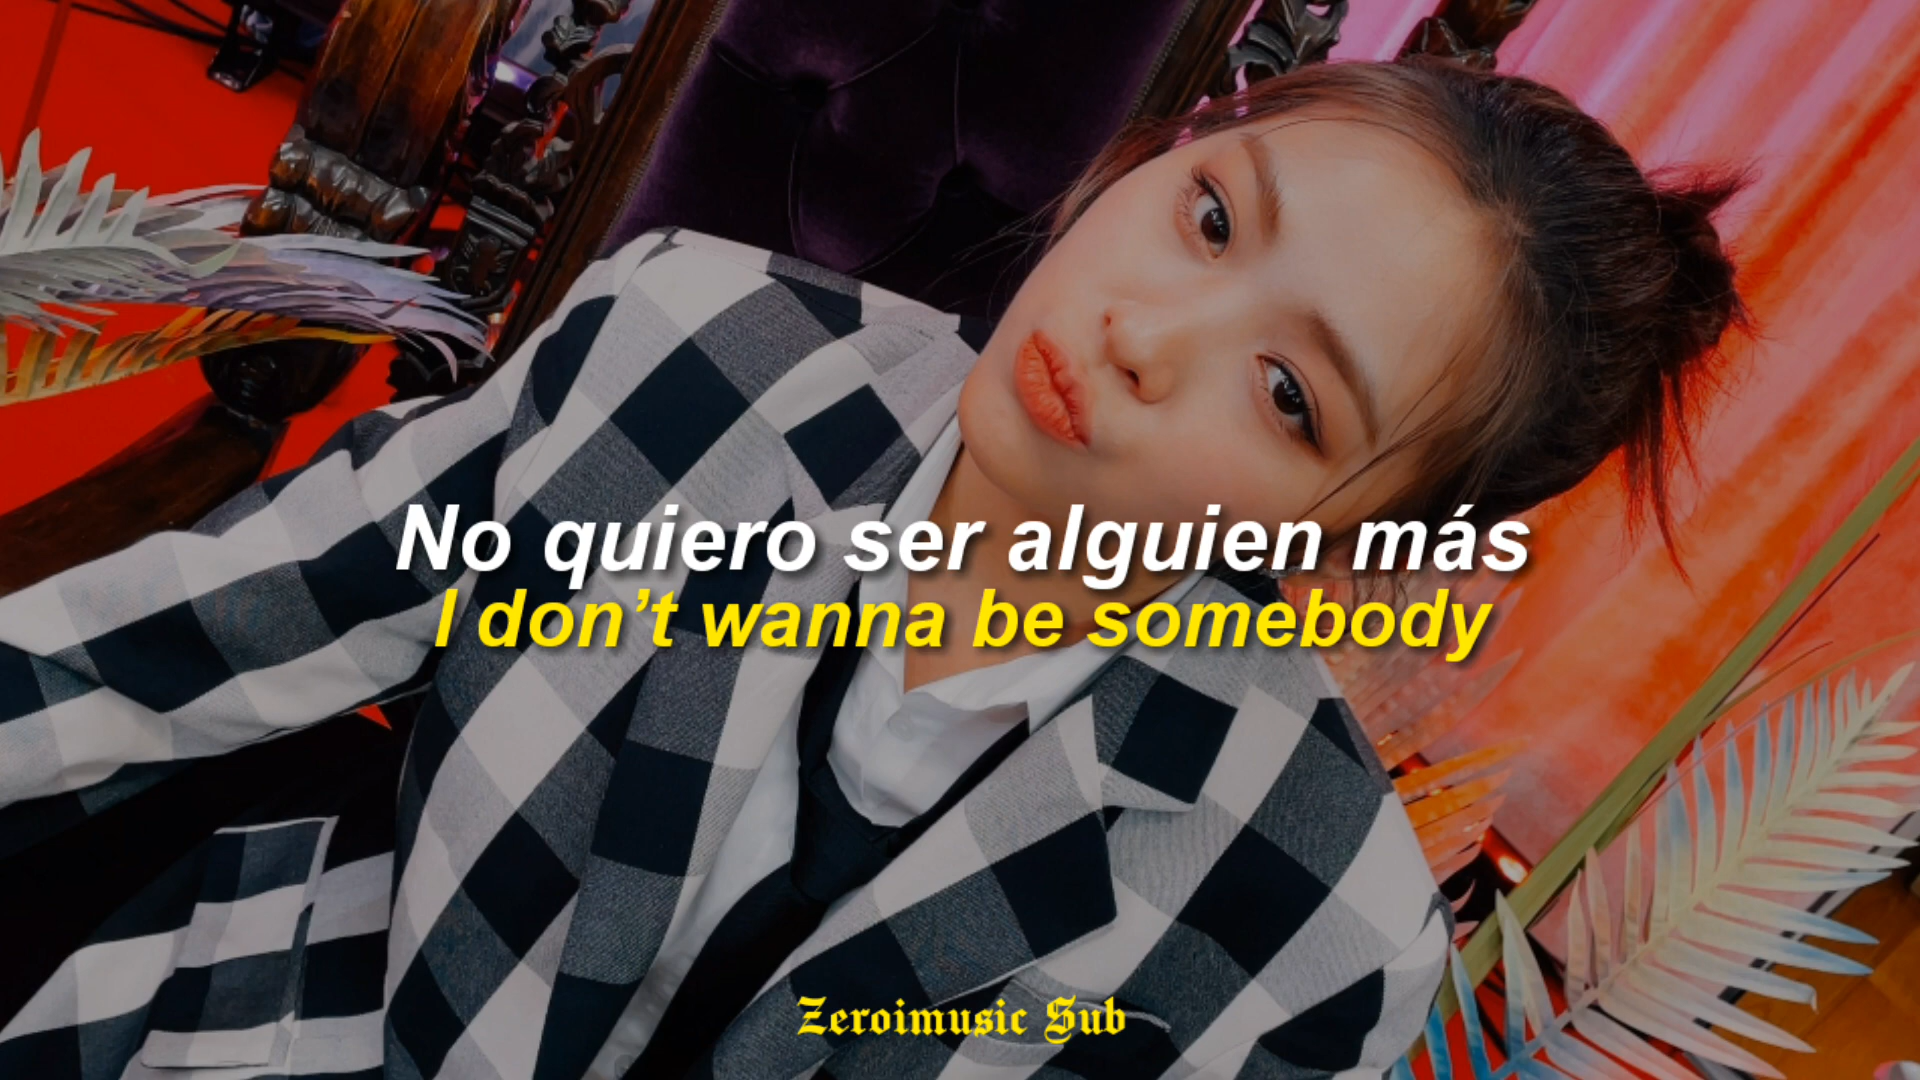 No quiero ser alguien más
I don’t wanna be somebody
Zeroimusic Sub